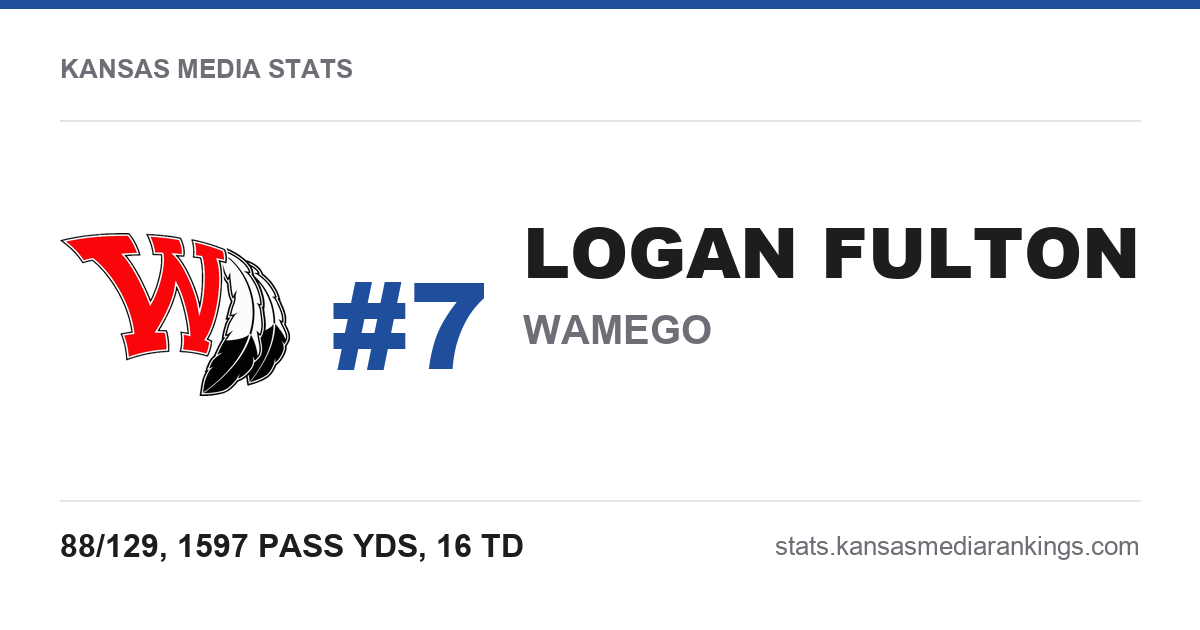 KANSAS MEDIA STATS
W
#7
LOGAN FULTON
WAMEGO
88/129, 1597 PASS YDS, 16 TD
stats.kansasmediarankings.com